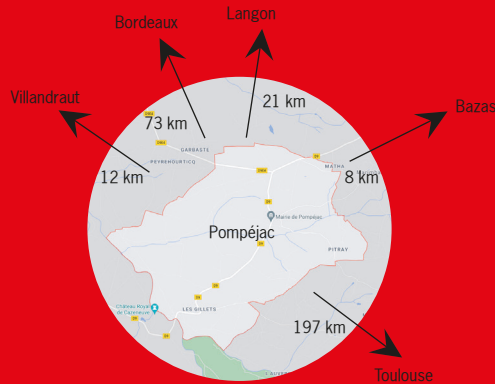 Langon
Bordeaux
Villandraut
21 km
Bazas
73 km
GARBASTE
PEYREHOURTICQ
MATHA
12 km
8 km
Mairie de Pompéjac
Pompéjac
PITRAY
Château Royal
de Cazeneuve
LES GILLETS
197 km
Toulouse